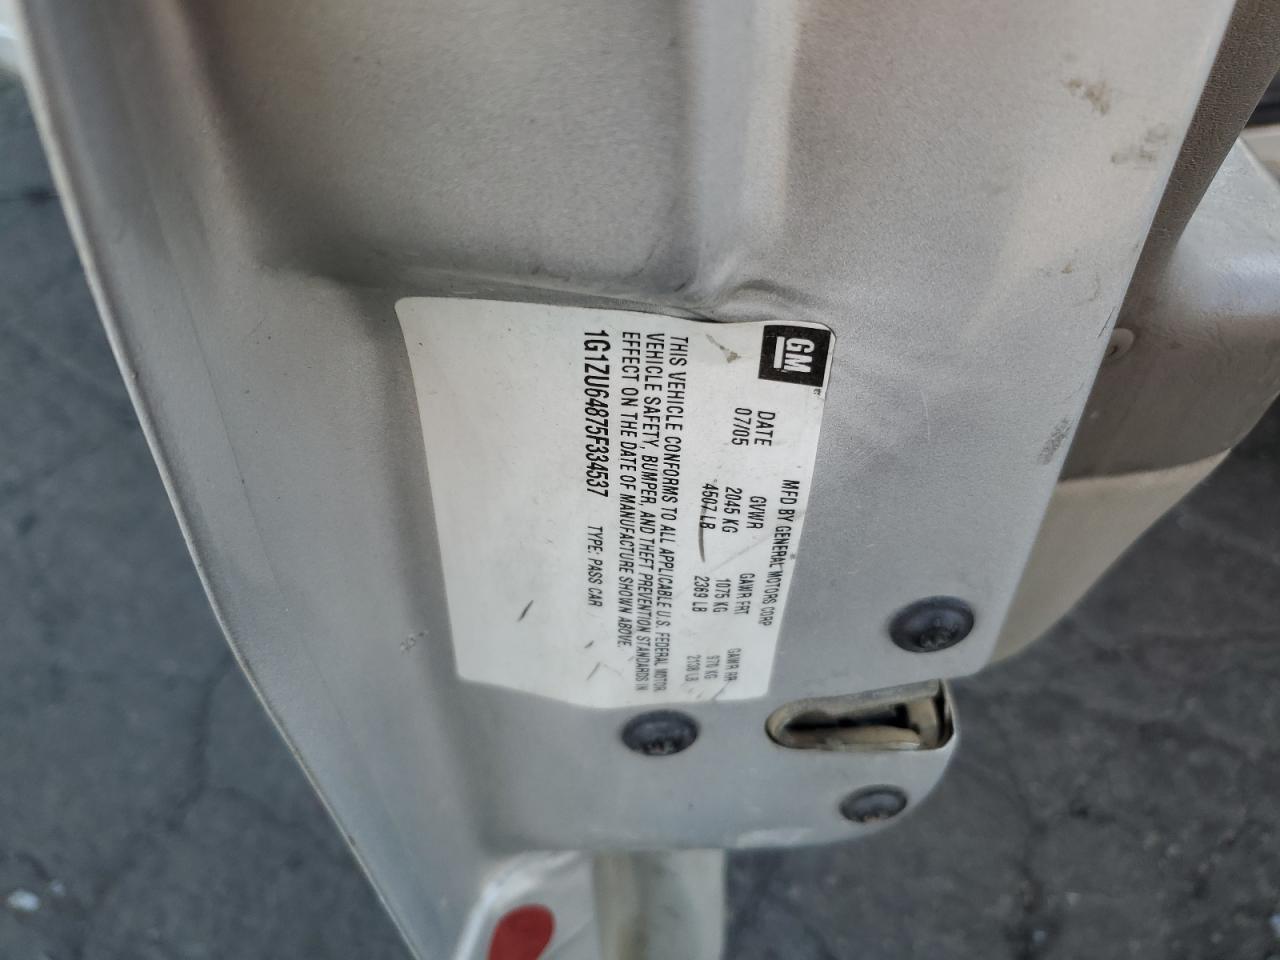 GM
MFD BY GENERAL MOTORS CORP
DATE GVWR GAWR FRT GAWR RR
07/05 2045 KG 1075 KG 970 KG
4507 LB 2369 LB 2138 LB
THIS VEHICLE CONFORMS TO ALL APPLICABLE U.S. FEDERAL MOTOR
VEHICLE SAFETY, BUMPER, AND THEFT PREVENTION STANDARDS IN
EFFECT ON THE DATE OF MANUFACTURE SHOWN ABOVE.
1G1ZU64875F334537 TYPE: PASS CAR